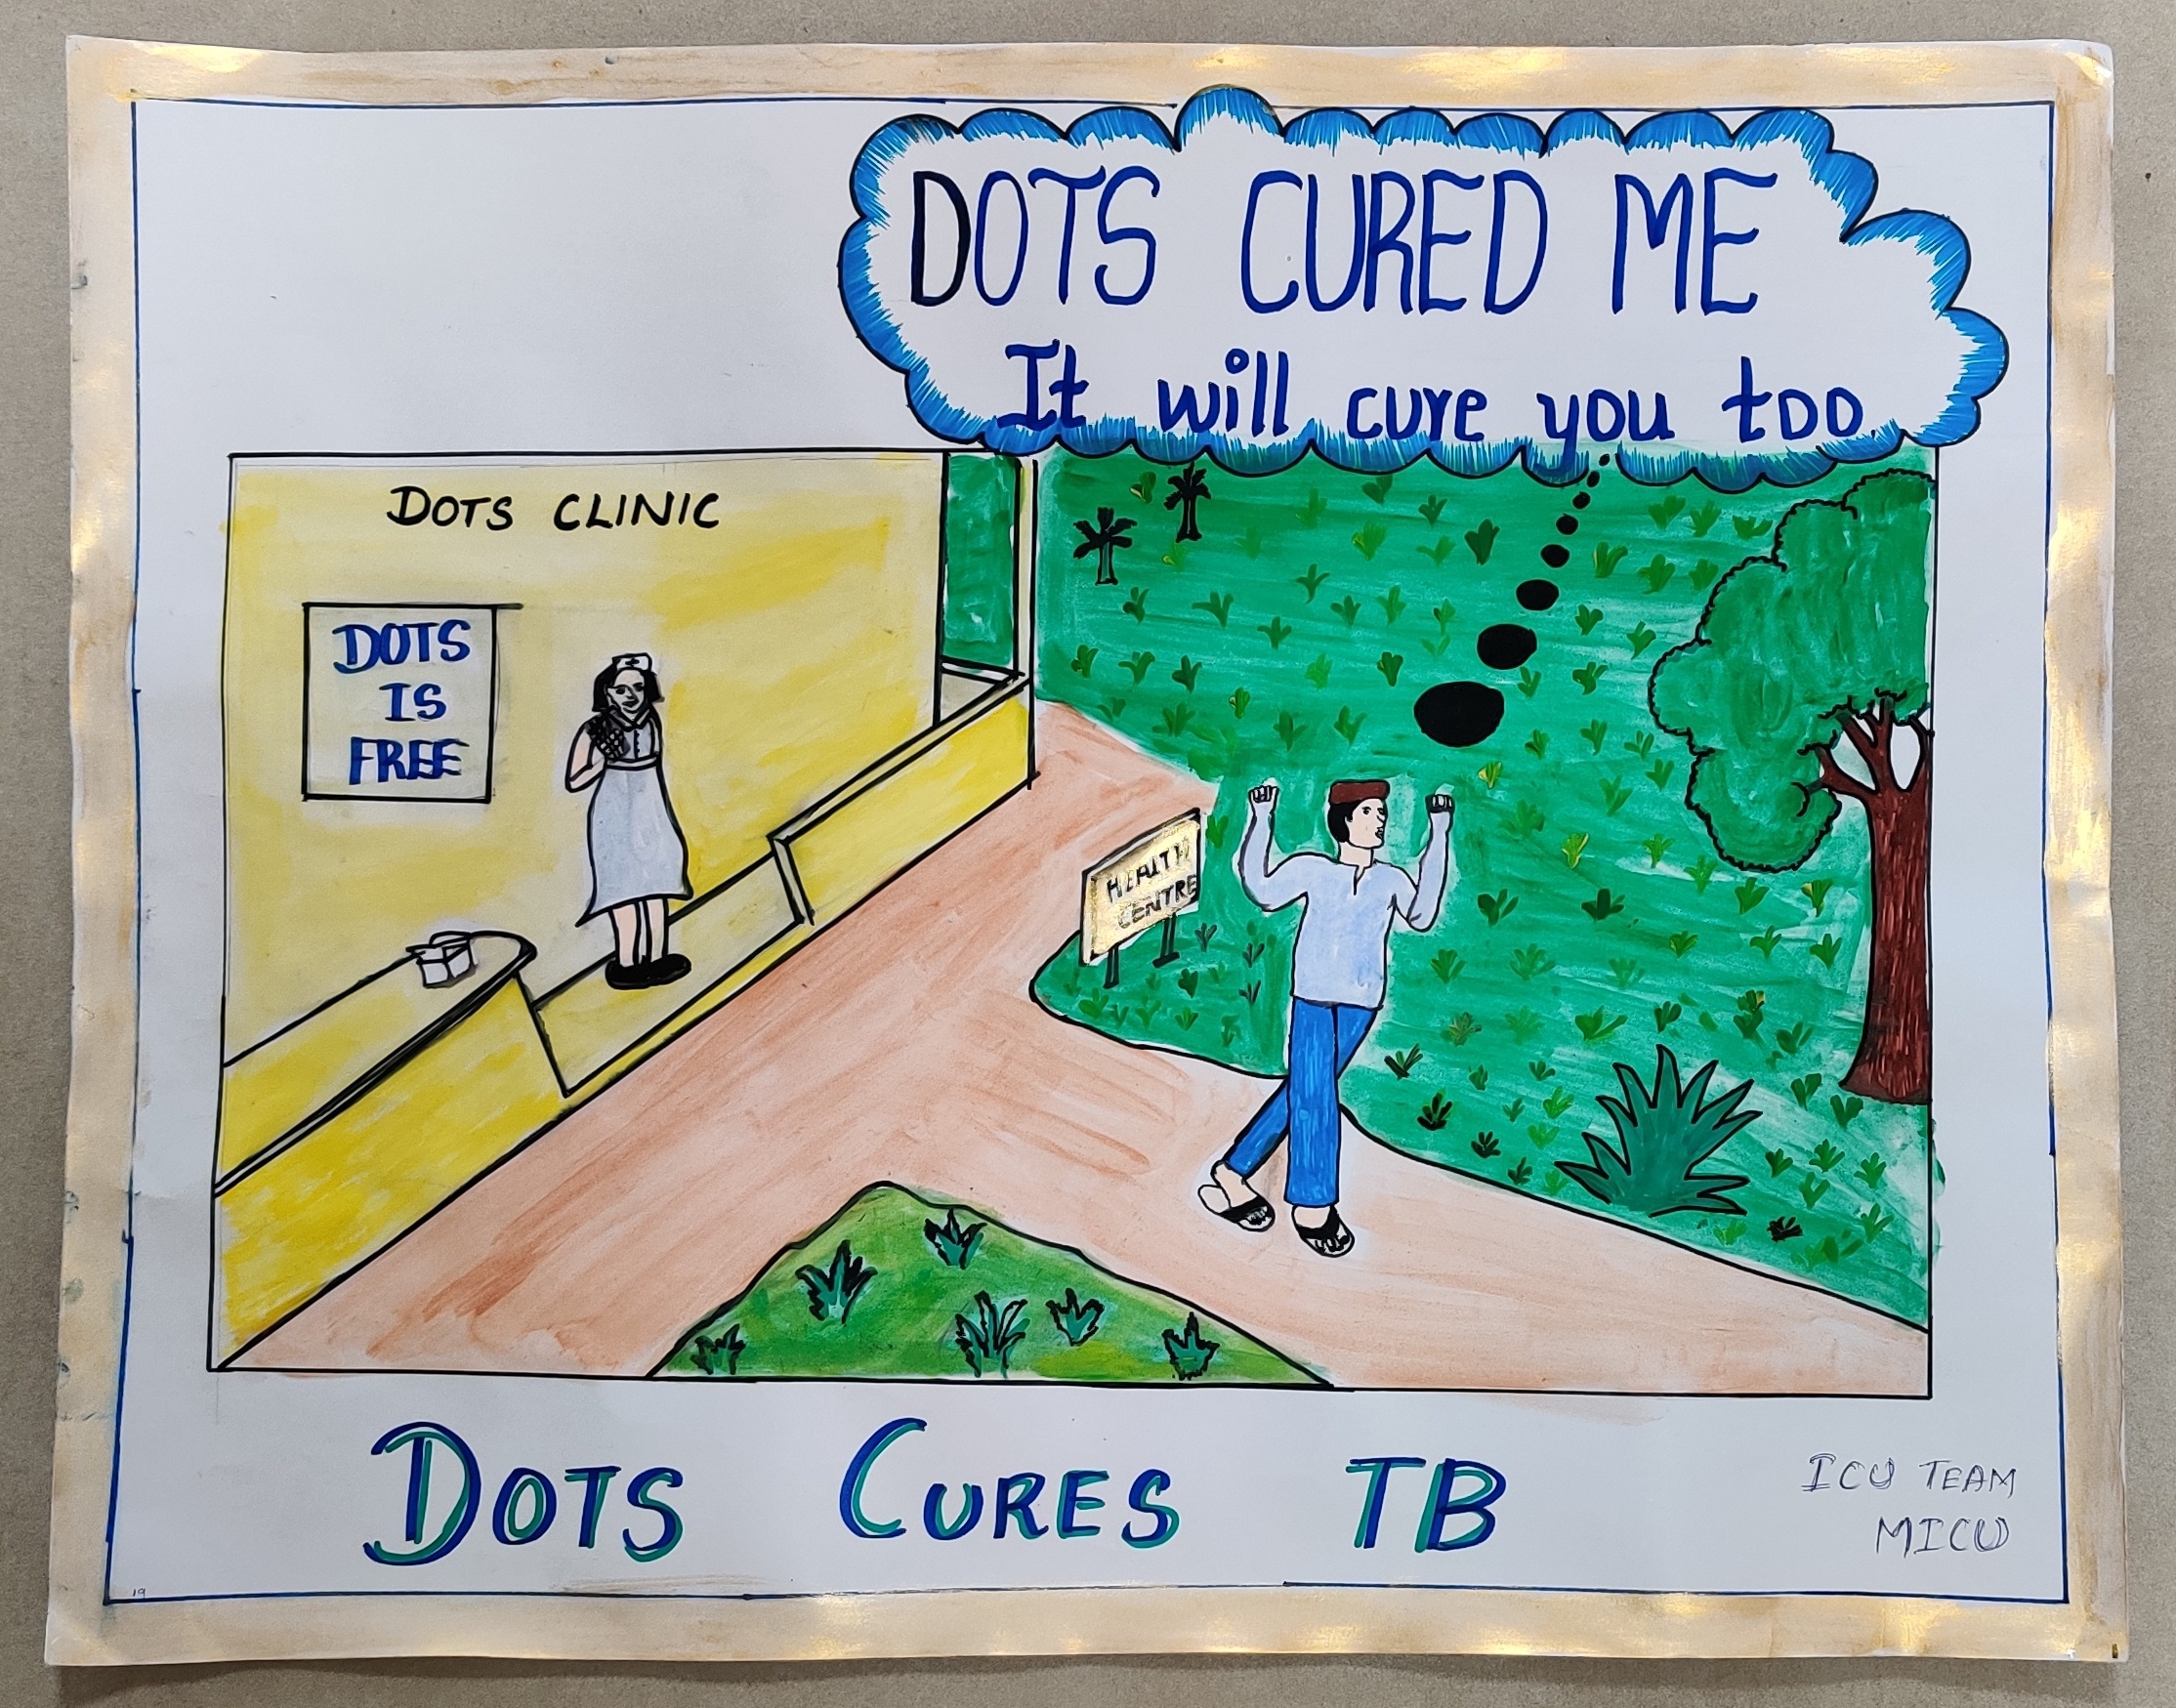 DOTS CURED ME
It will cure you too.
DOTS CLINIC
DOTS
IS
FREE
HEALTH
CENTRE
DOTS CURES TB
ICU TEAM
MICU
19